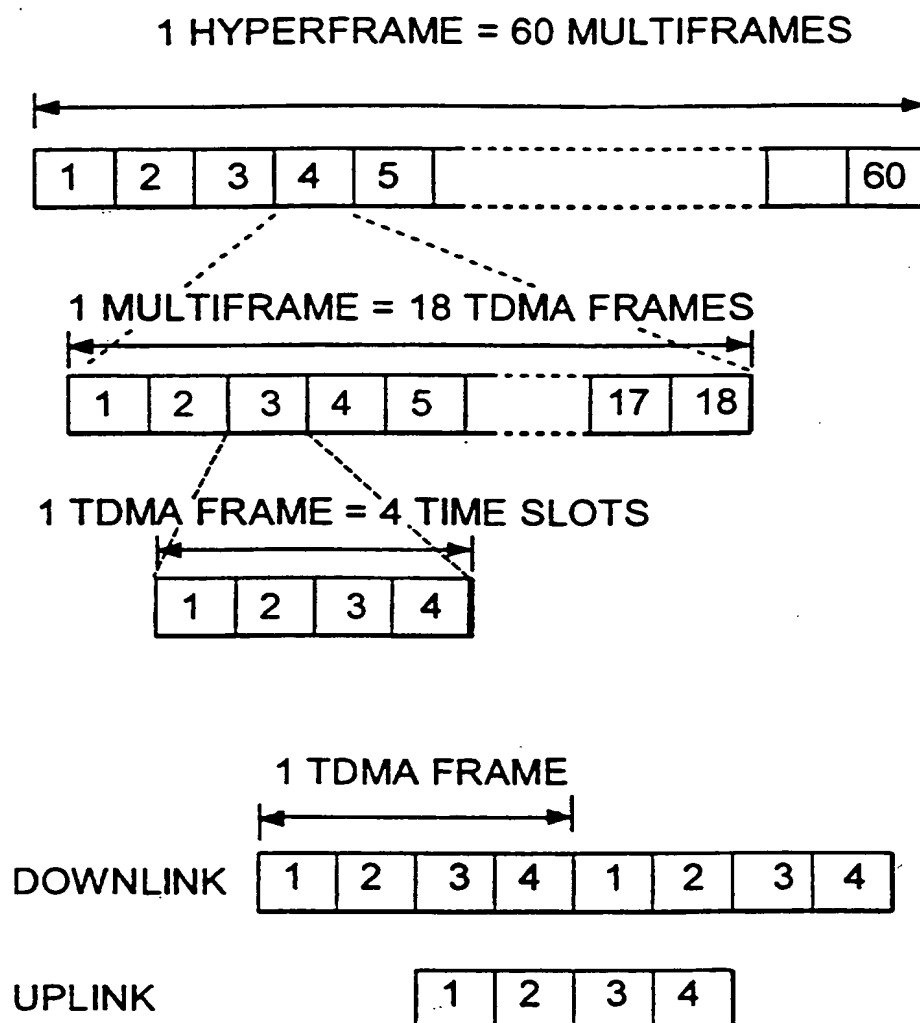 1 HYPERFRAME = 60 MULTIFRAMES
1 2 3 4 5 60
1 MULTIFRAME = 18 TDMA FRAMES
1 2 3 4 5 17 18
1 TDMA FRAME = 4 TIME SLOTS
1 2 3 4
1 TDMA FRAME
DOWNLINK 1 2 3 4 1 2 3 4
UPLINK 1 2 3 4